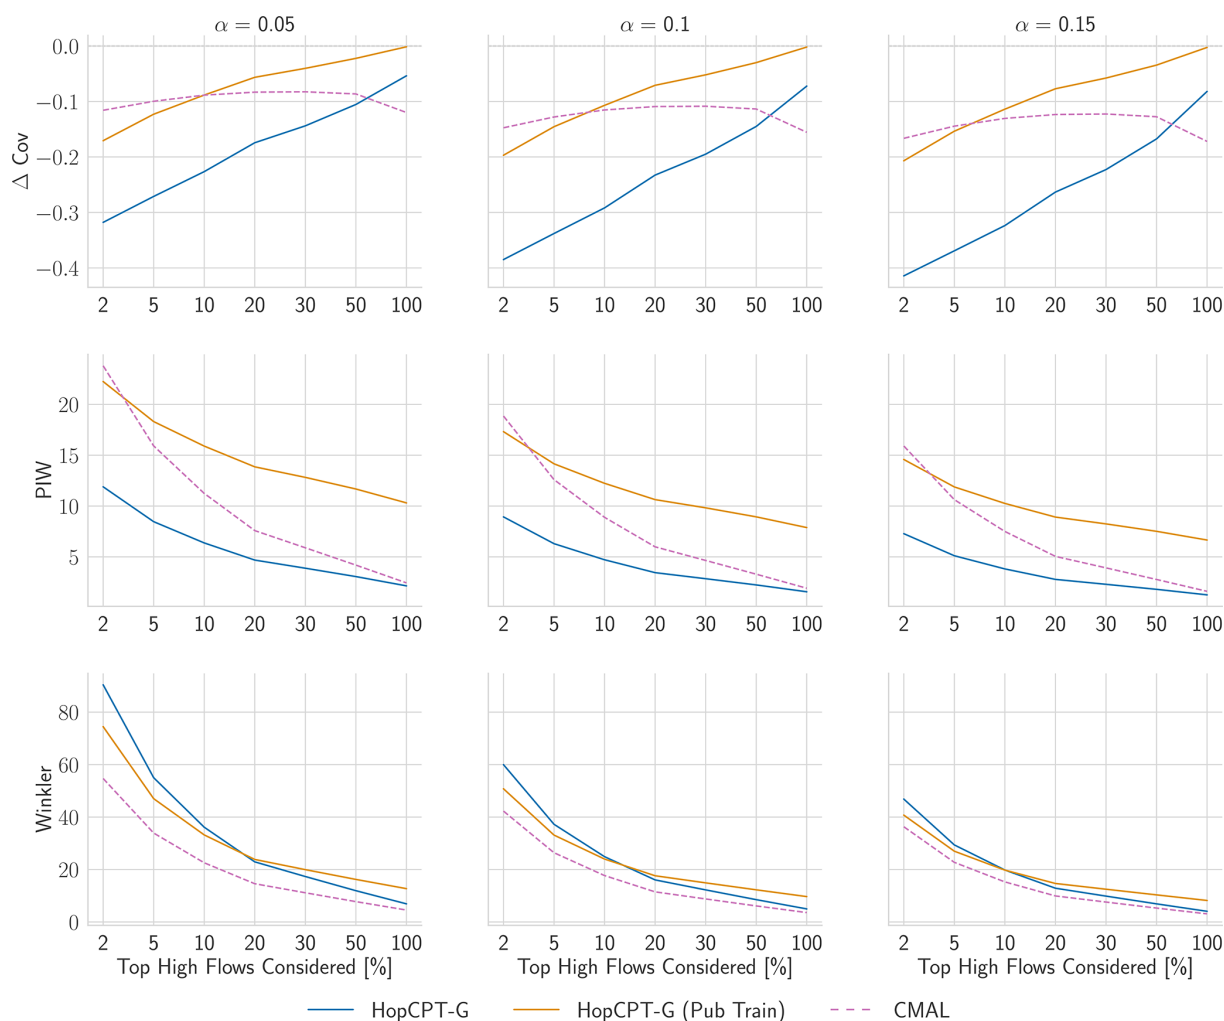 α = 0.05
α = 0.1
α = 0.15
Δ Cov
0.0
−0.1
−0.2
−0.3
−0.4
2 5 10 20 30 50 100
2 5 10 20 30 50 100
2 5 10 20 30 50 100
PIW
20
15
10
5
2 5 10 20 30 50 100
2 5 10 20 30 50 100
2 5 10 20 30 50 100
Winkler
80
60
40
20
0
2 5 10 20 30 50 100
2 5 10 20 30 50 100
2 5 10 20 30 50 100
Top High Flows Considered [%]
Top High Flows Considered [%]
Top High Flows Considered [%]
HopCPT-G
HopCPT-G (Pub Train)
CMAL